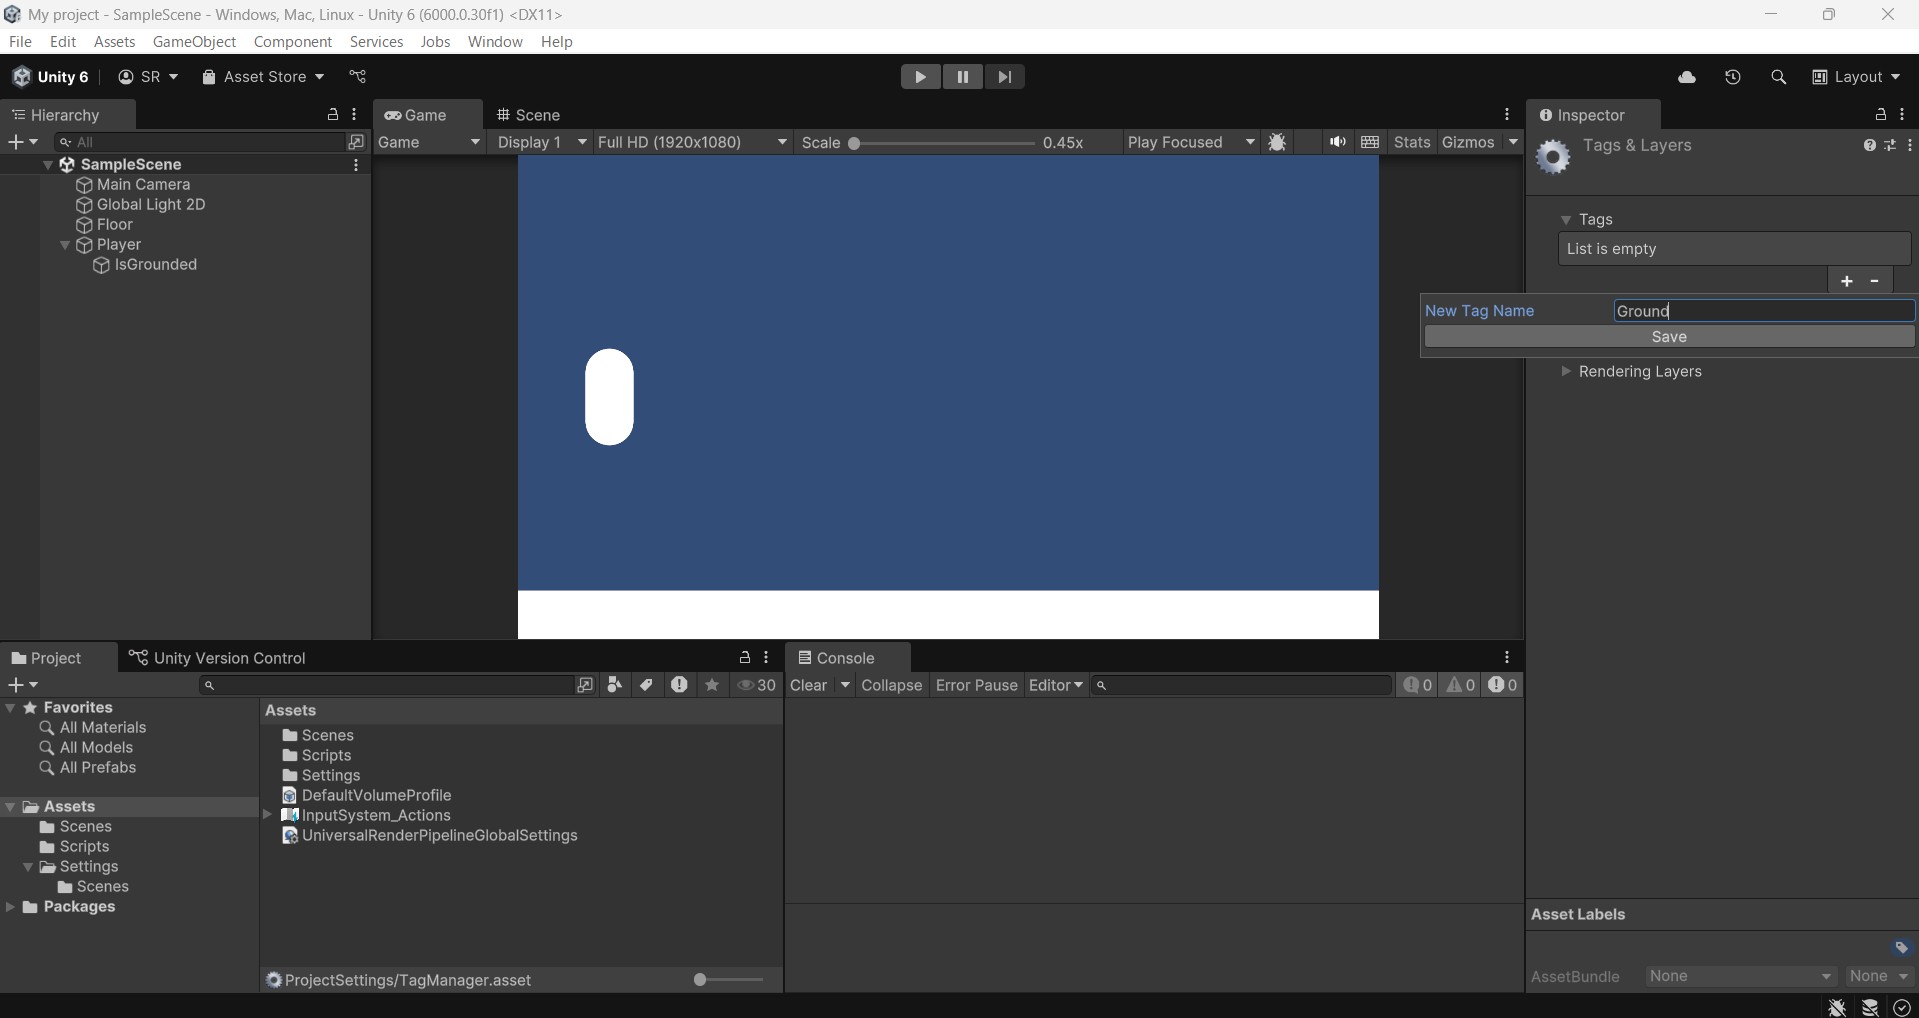 My project - SampleScene - Windows, Mac, Linux - Unity 6 (6000.0.30f1) <DX11>
File Edit Assets GameObject Component Services Jobs Window Help
Unity 6 SR Asset Store Layout
Hierarchy
Game Scene
Inspector
All
Game Display 1 Full HD (1920x1080) Scale 0.45x Play Focused Stats Gizmos
SampleScene
Main Camera
Global Light 2D
Floor
Player
IsGrounded
Tags & Layers
Tags
List is empty
New Tag Name Ground
Save
Rendering Layers
Project Unity Version Control
30
Favorites
All Materials
All Models
All Prefabs
Assets
Scenes
Scripts
Settings
Scenes
Packages
Assets
Scenes
Scripts
Settings
DefaultVolumeProfile
InputSystem_Actions
UniversalRenderPipelineGlobalSettings
ProjectSettings/TagManager.asset
Console
Clear Collapse Error Pause Editor 0 0 0
Asset Labels
AssetBundle None None